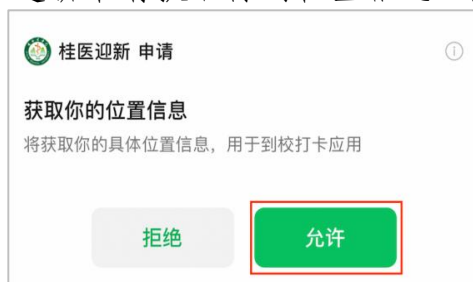 桂医迎新 申请
获取你的位置信息
将获取你的具体位置信息，用于到校打卡应用
拒绝
允许